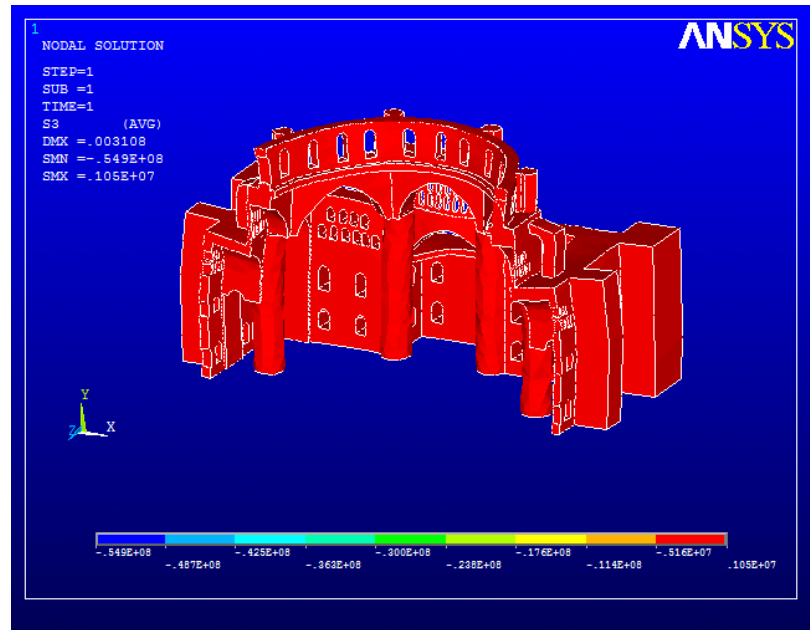 1
ANSYS
NODAL SOLUTION
STEP=1
SUB =1
TIME=1
S3 (AVG)
DMX =.003108
SMN =-.549E+08
SMX =.105E+07
Y
Z X
-.549E+08 -.425E+08 -.300E+08 -.176E+08 -.516E+07
-.487E+08 -.363E+08 -.238E+08 -.114E+08 .105E+07